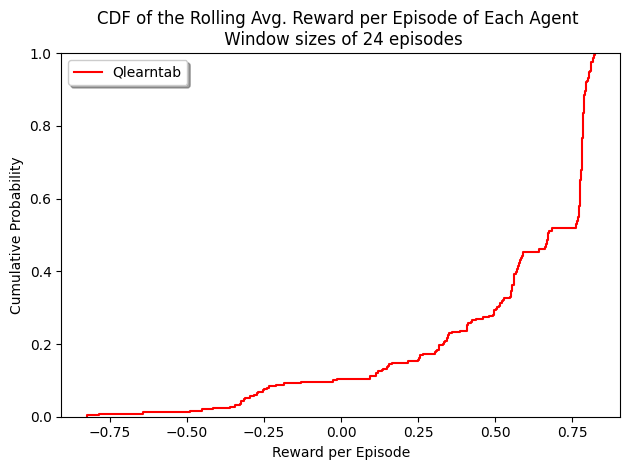 CDF of the Rolling Avg. Reward per Episode of Each Agent
Window sizes of 24 episodes
Qlearntab
Cumulative Probability
1.0
0.8
0.6
0.4
0.2
0.0
−0.75 −0.50 −0.25 0.00 0.25 0.50 0.75
Reward per Episode